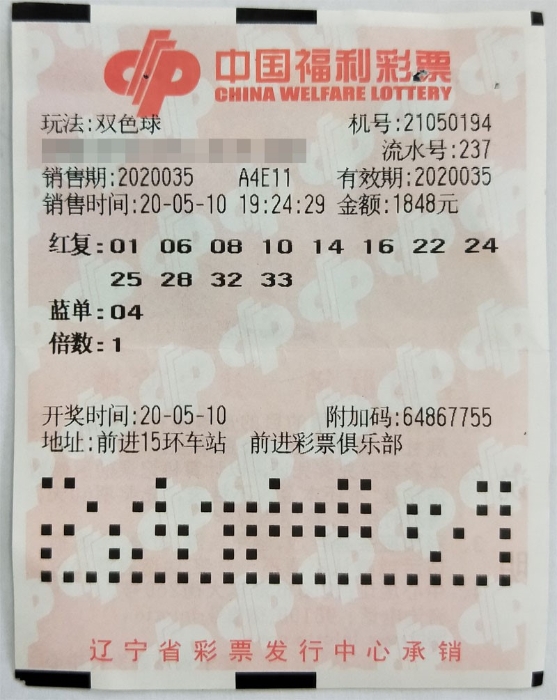 中国福利彩票
CHINA WELFARE LOTTERY
玩法:双色球 机号:21050194
流水号:237
销售期:2020035 A4E11 有效期:2020035
销售时间:20-05-10 19:24:29 金额:1848元
红复:01 06 08 10 14 16 22 24
25 28 32 33
蓝单:04
倍数:1
开奖时间:20-05-10 附加码:64867755
地址:前进15环车站 前进彩票俱乐部
辽宁省彩票发行中心承销